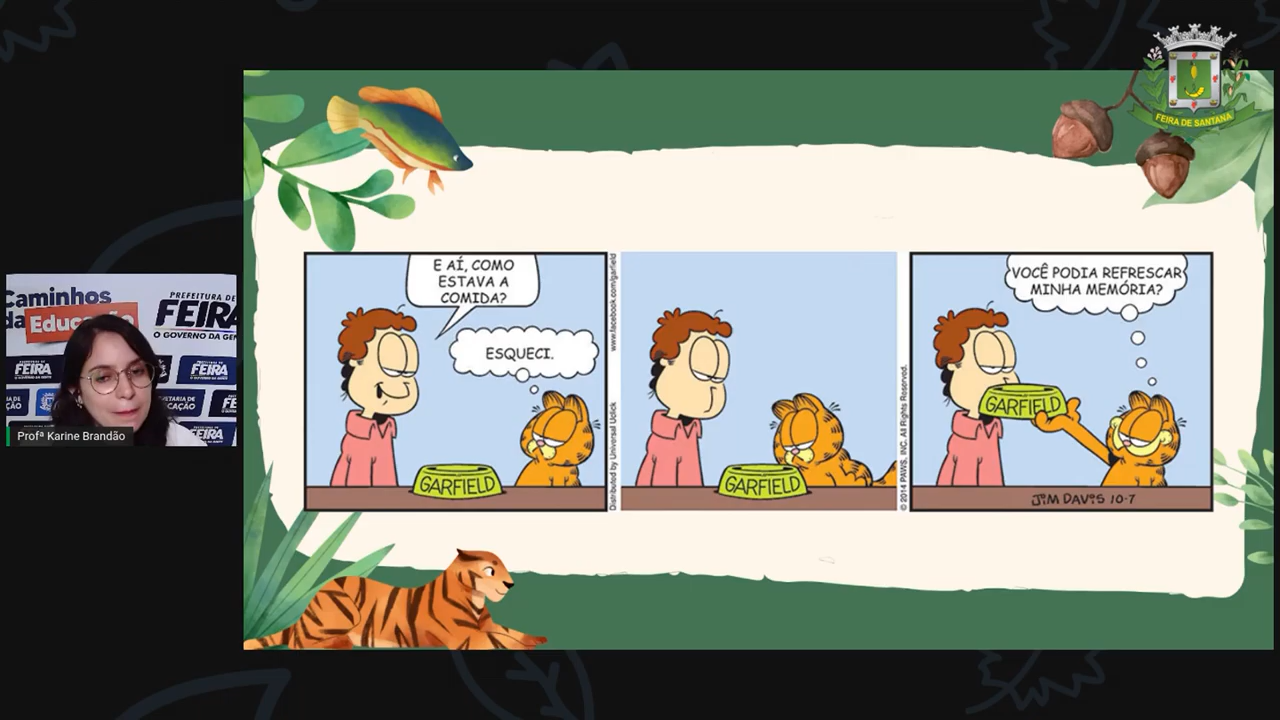 FEIRA DE SANTANA
Caminhos
da Educação
PREFEITURA DE
FEIRA
O GOVERNO DA
FEIRA
FEIRA
FEIRA
Profª Karine Brandão
E AÍ, COMO
ESTAVA A
COMIDA?
ESQUECI.
GARFIELD
www.facebook.com/garfield
Distributed by Universal Uclick
GARFIELD
© 2014 PAWS, INC. All Rights Reserved.
VOCÊ PODIA REFRESCAR
MINHA MEMÓRIA?
GARFIELD
JIM DAVIS 10-7